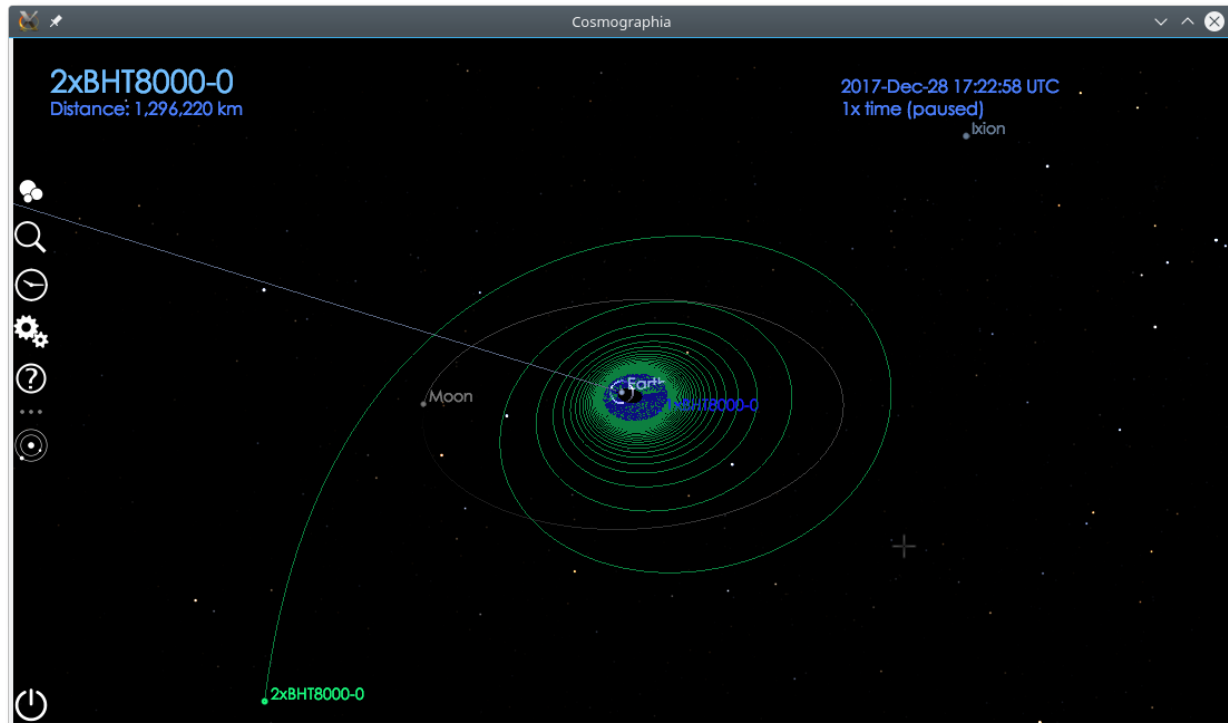 Cosmographia
2xBHT8000-0
Distance: 1,296,220 km
2017-Dec-28 17:22:58 UTC
1x time (paused)
Ixion
Earth
Moon
1xBHT8000-0
2xBHT8000-0